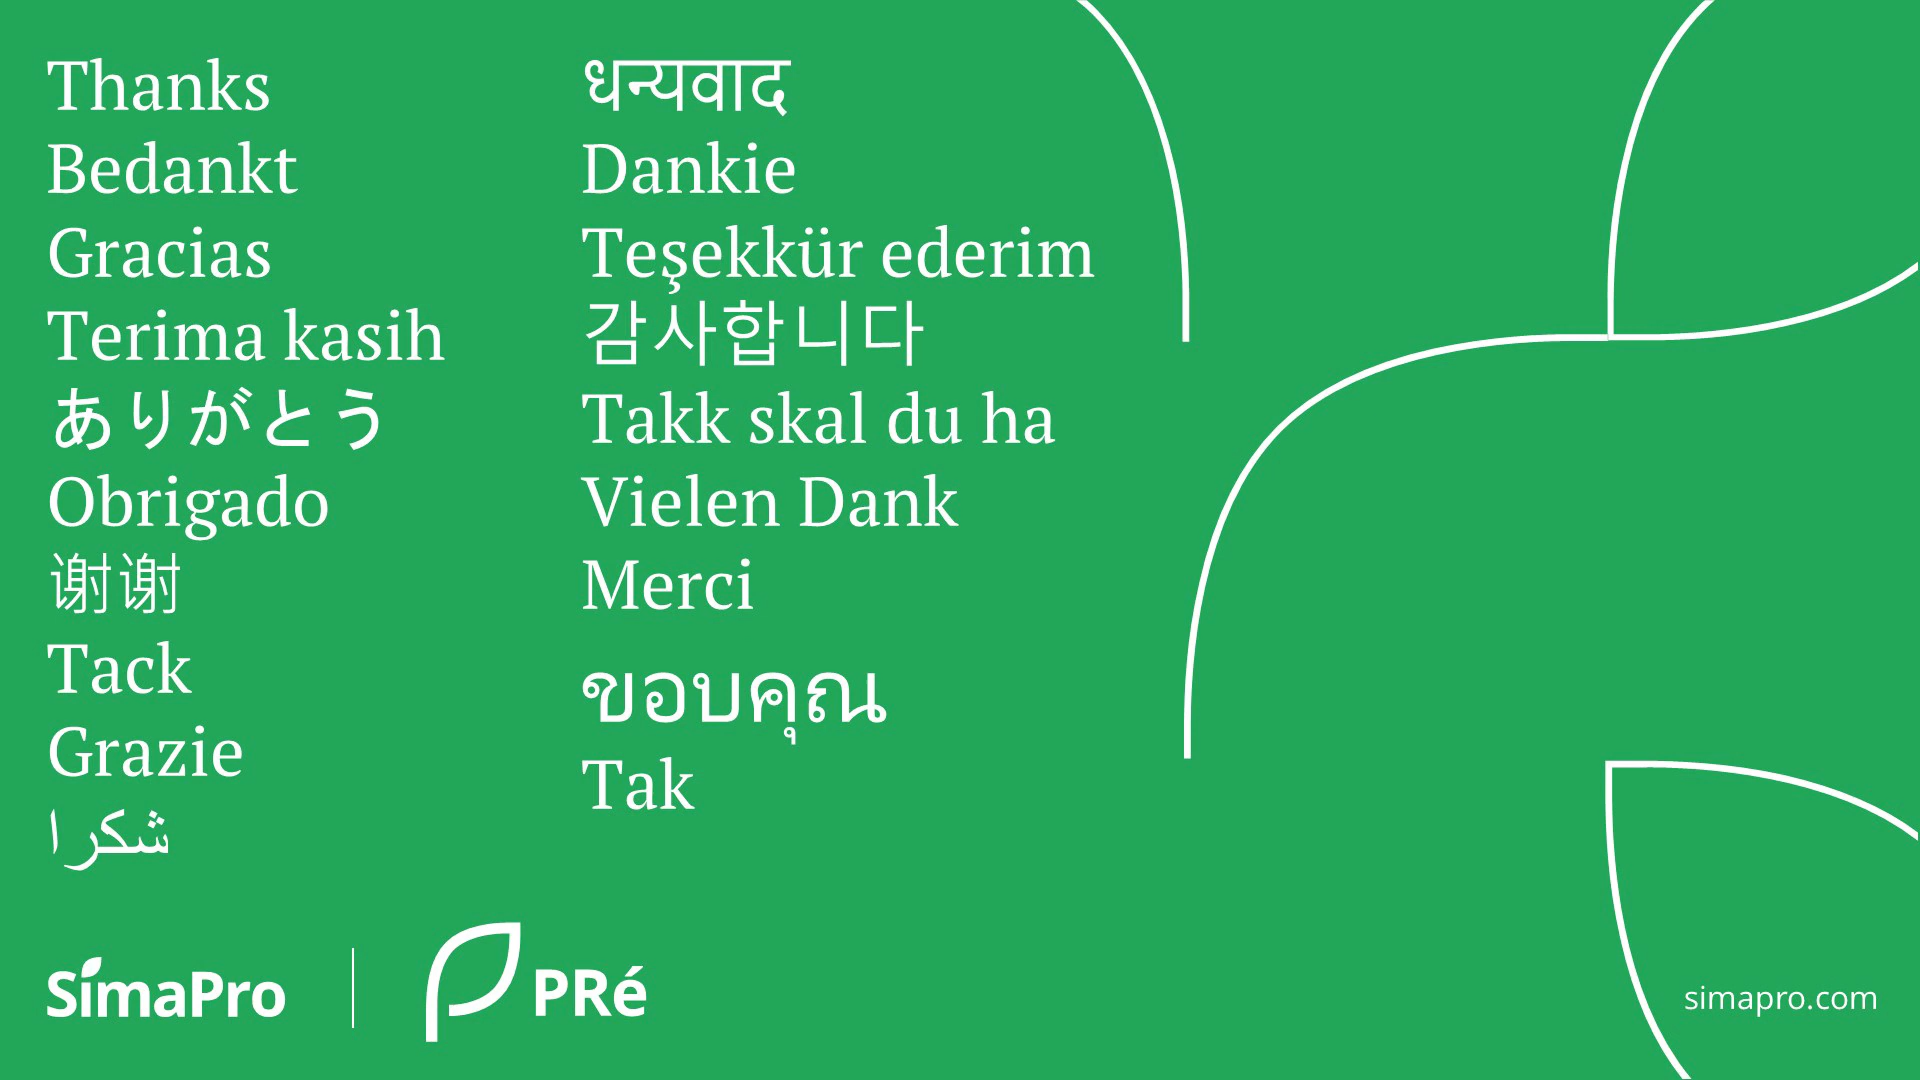 Thanks
Bedankt
Gracias
Terima kasih
ありがとう
Obrigado
谢谢
Tack
Grazie
شكرا
धन्यवाद
Dankie
Teşekkür ederim
감사합니다
Takk skal du ha
Vielen Dank
Merci
ขอบคุณ
Tak
SimaPro
PRé
simapro.com